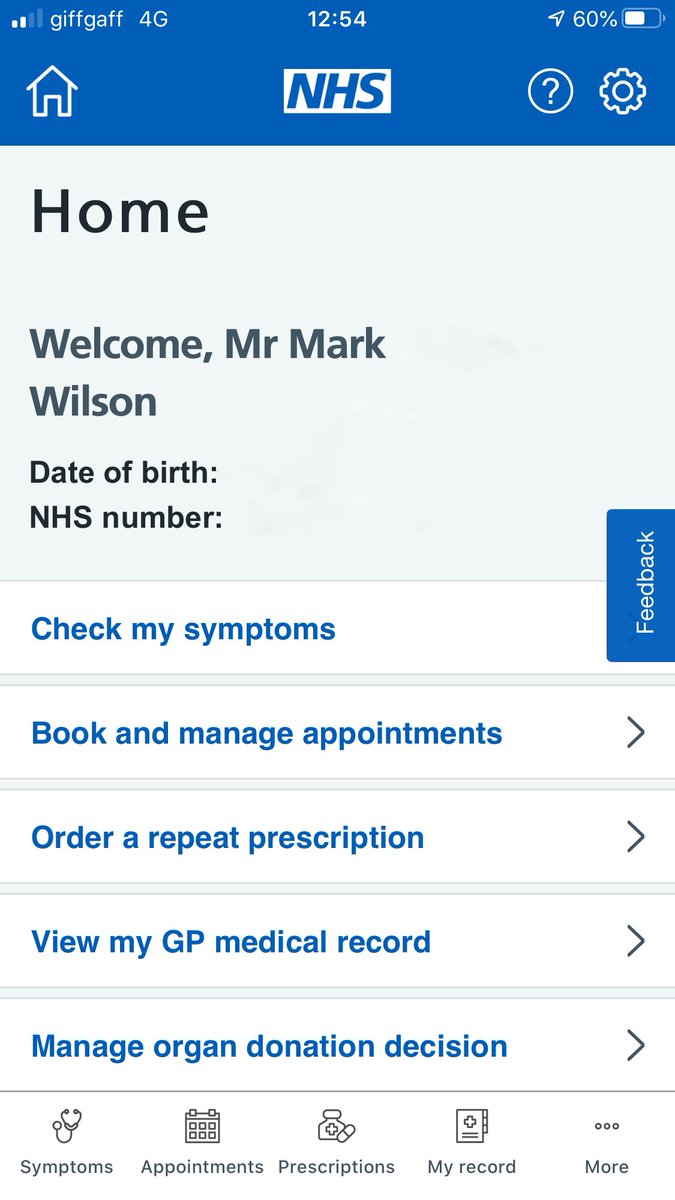 giffgaff 4G 12:54 60%
NHS
?
Home
Welcome, Mr Mark
Wilson
Date of birth:
NHS number:
Feedback
Check my symptoms
Book and manage appointments
Order a repeat prescription
View my GP medical record
Manage organ donation decision
Symptoms Appointments Prescriptions My record More